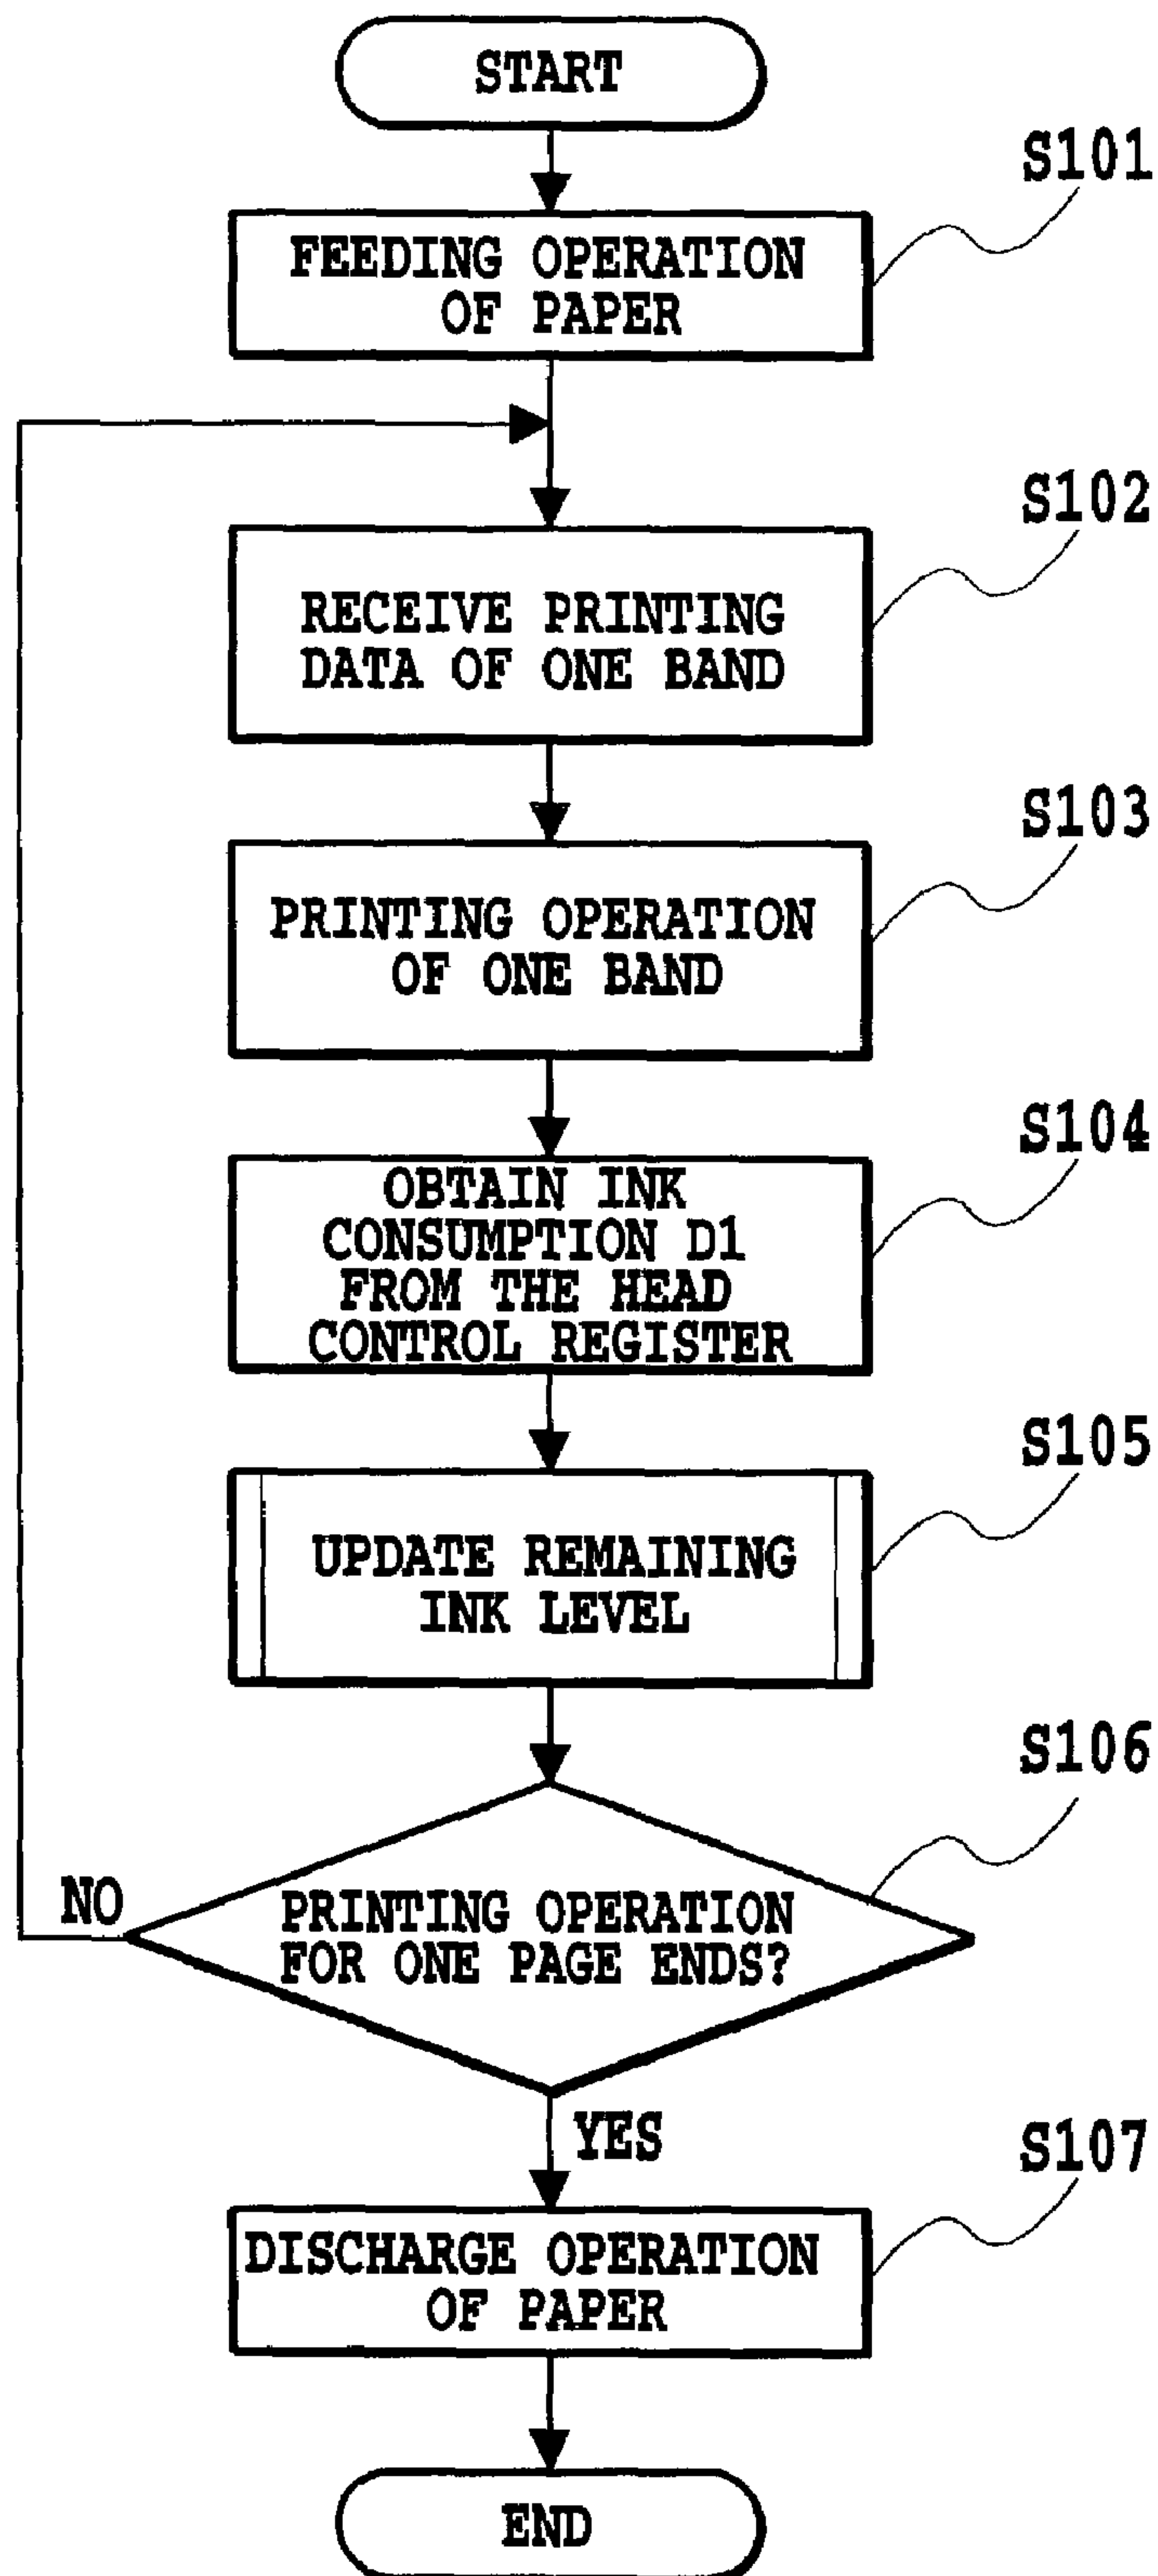 START
S101
FEEDING OPERATION
OF PAPER
S102
RECEIVE PRINTING
DATA OF ONE BAND
S103
PRINTING OPERATION
OF ONE BAND
S104
OBTAIN INK
CONSUMPTION D1
FROM THE HEAD
CONTROL REGISTER
S105
UPDATE REMAINING
INK LEVEL
S106
NO
PRINTING OPERATION
FOR ONE PAGE ENDS?
YES
S107
DISCHARGE OPERATION
OF PAPER
END